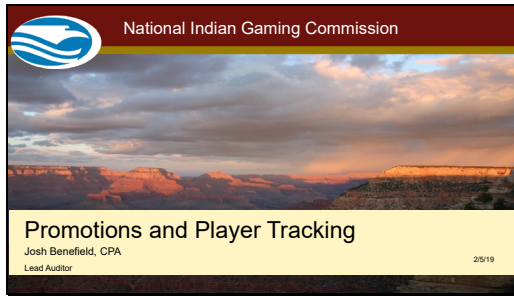 National Indian Gaming Commission
Promotions and Player Tracking
Josh Benefield, CPA
Lead Auditor
2/5/19